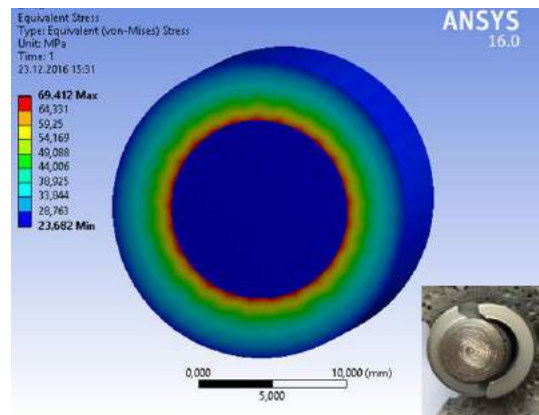 Equivalent Stress
Type: Equivalent (von-Mises) Stress
Unit: MPa
Time: 1
23.12.2016 15:31
69,412 Max
64,331
59,25
54,169
49,088
44,006
38,925
33,844
28,763
23,682 Min
ANSYS
16.0
0,000
10,000 (mm)
5,000